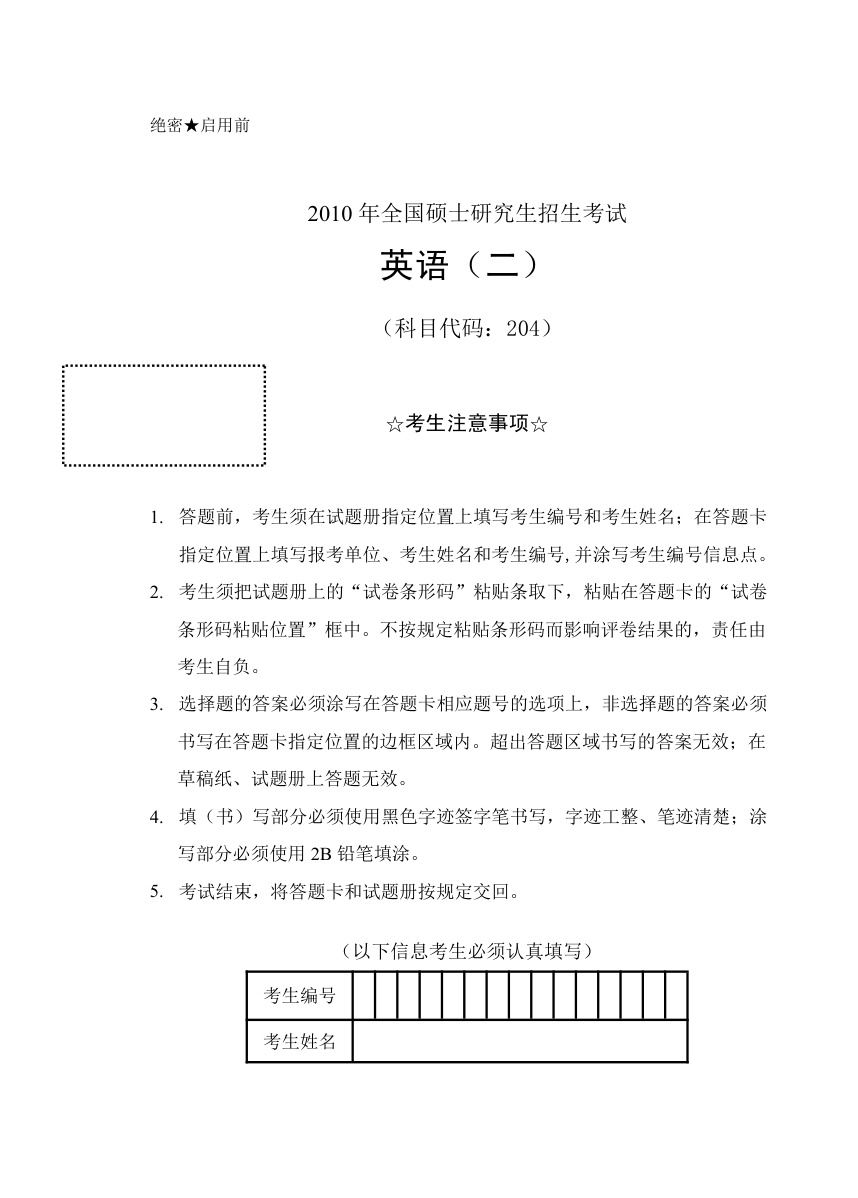 绝密★启用前
2010 年全国硕士研究生招生考试
英语（二）
（科目代码：204）
☆考生注意事项☆
1. 答题前，考生须在试题册指定位置上填写考生编号和考生姓名；在答题卡
指定位置上填写报考单位、考生姓名和考生编号,并涂写考生编号信息点。
2. 考生须把试题册上的“试卷条形码”粘贴条取下，粘贴在答题卡的“试卷
条形码粘贴位置”框中。不按规定粘贴条形码而影响评卷结果的，责任由
考生自负。
3. 选择题的答案必须涂写在答题卡相应题号的选项上，非选择题的答案必须
书写在答题卡指定位置的边框区域内。超出答题区域书写的答案无效；在
草稿纸、试题册上答题无效。
4. 填（书）写部分必须使用黑色字迹签字笔书写，字迹工整、笔迹清楚；涂
写部分必须使用 2B 铅笔填涂。
5. 考试结束，将答题卡和试题册按规定交回。
（以下信息考生必须认真填写）
考生编号
考生姓名